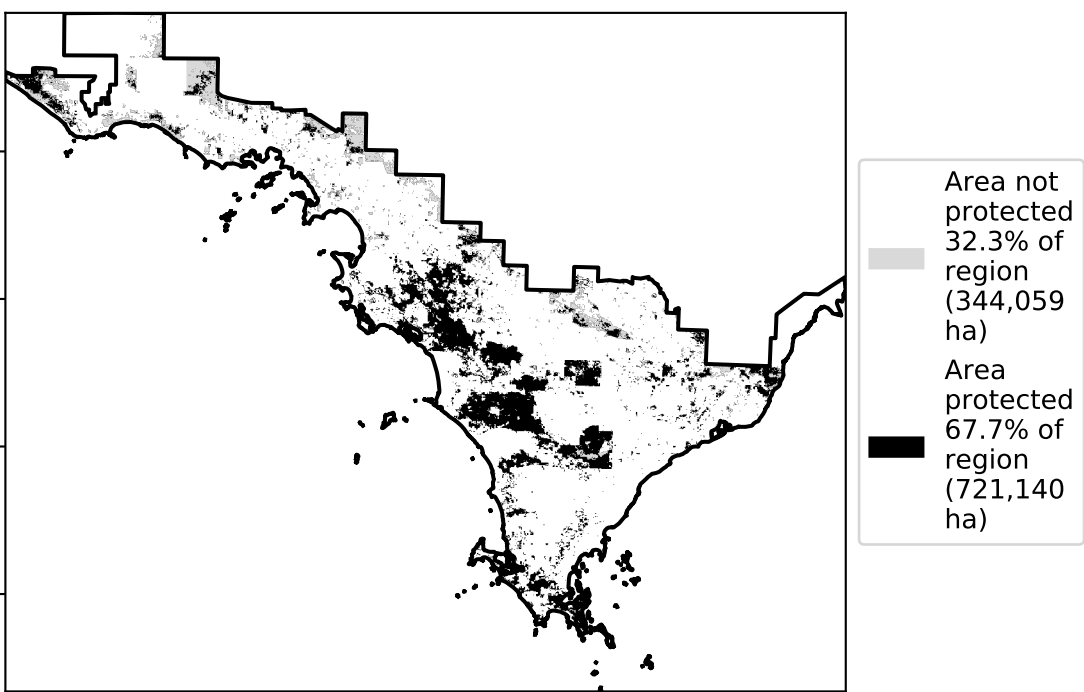 Area not
protected
32.3% of
region
(344,059
ha)
Area
protected
67.7% of
region
(721,140
ha)